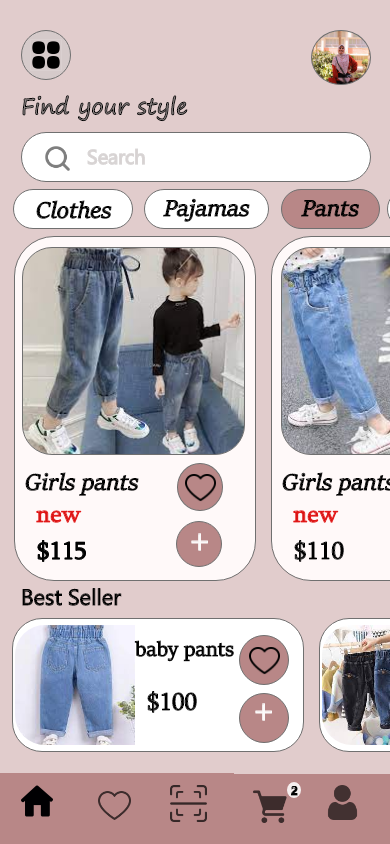 Find your style
Search
Clothes
Pajamas
Pants
Girls pants
new
$115
+
Girls pants
new
$110
Best Seller
baby pants
$100
+
2